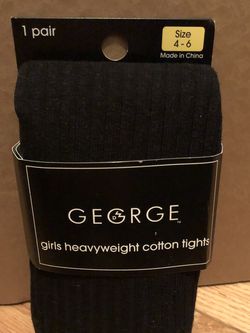 1 pair
Size
4 - 6
Made in China
GEORGE
girls heavyweight cotton tights